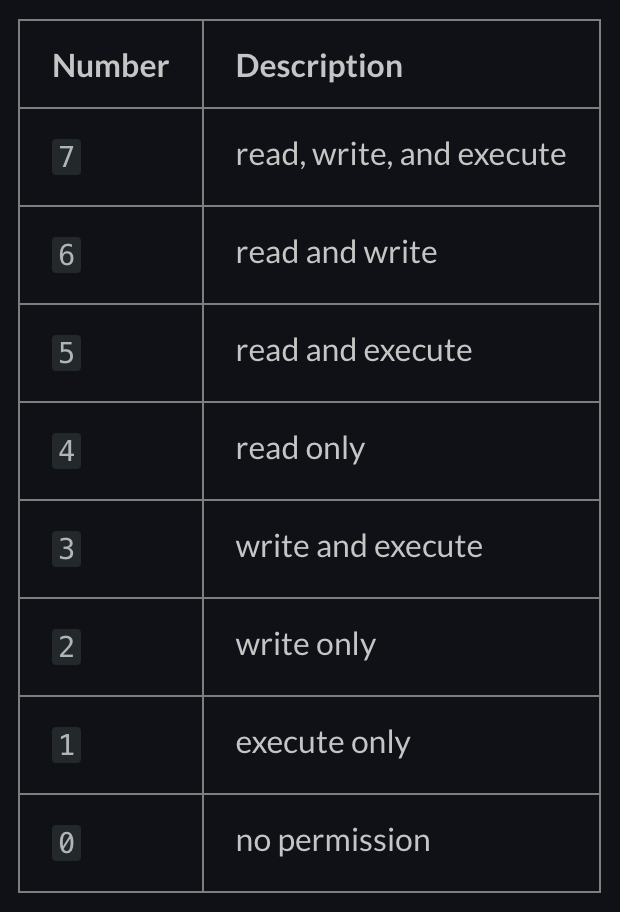 Number Description
7 read, write, and execute
6 read and write
5 read and execute
4 read only
3 write and execute
2 write only
1 execute only
0 no permission